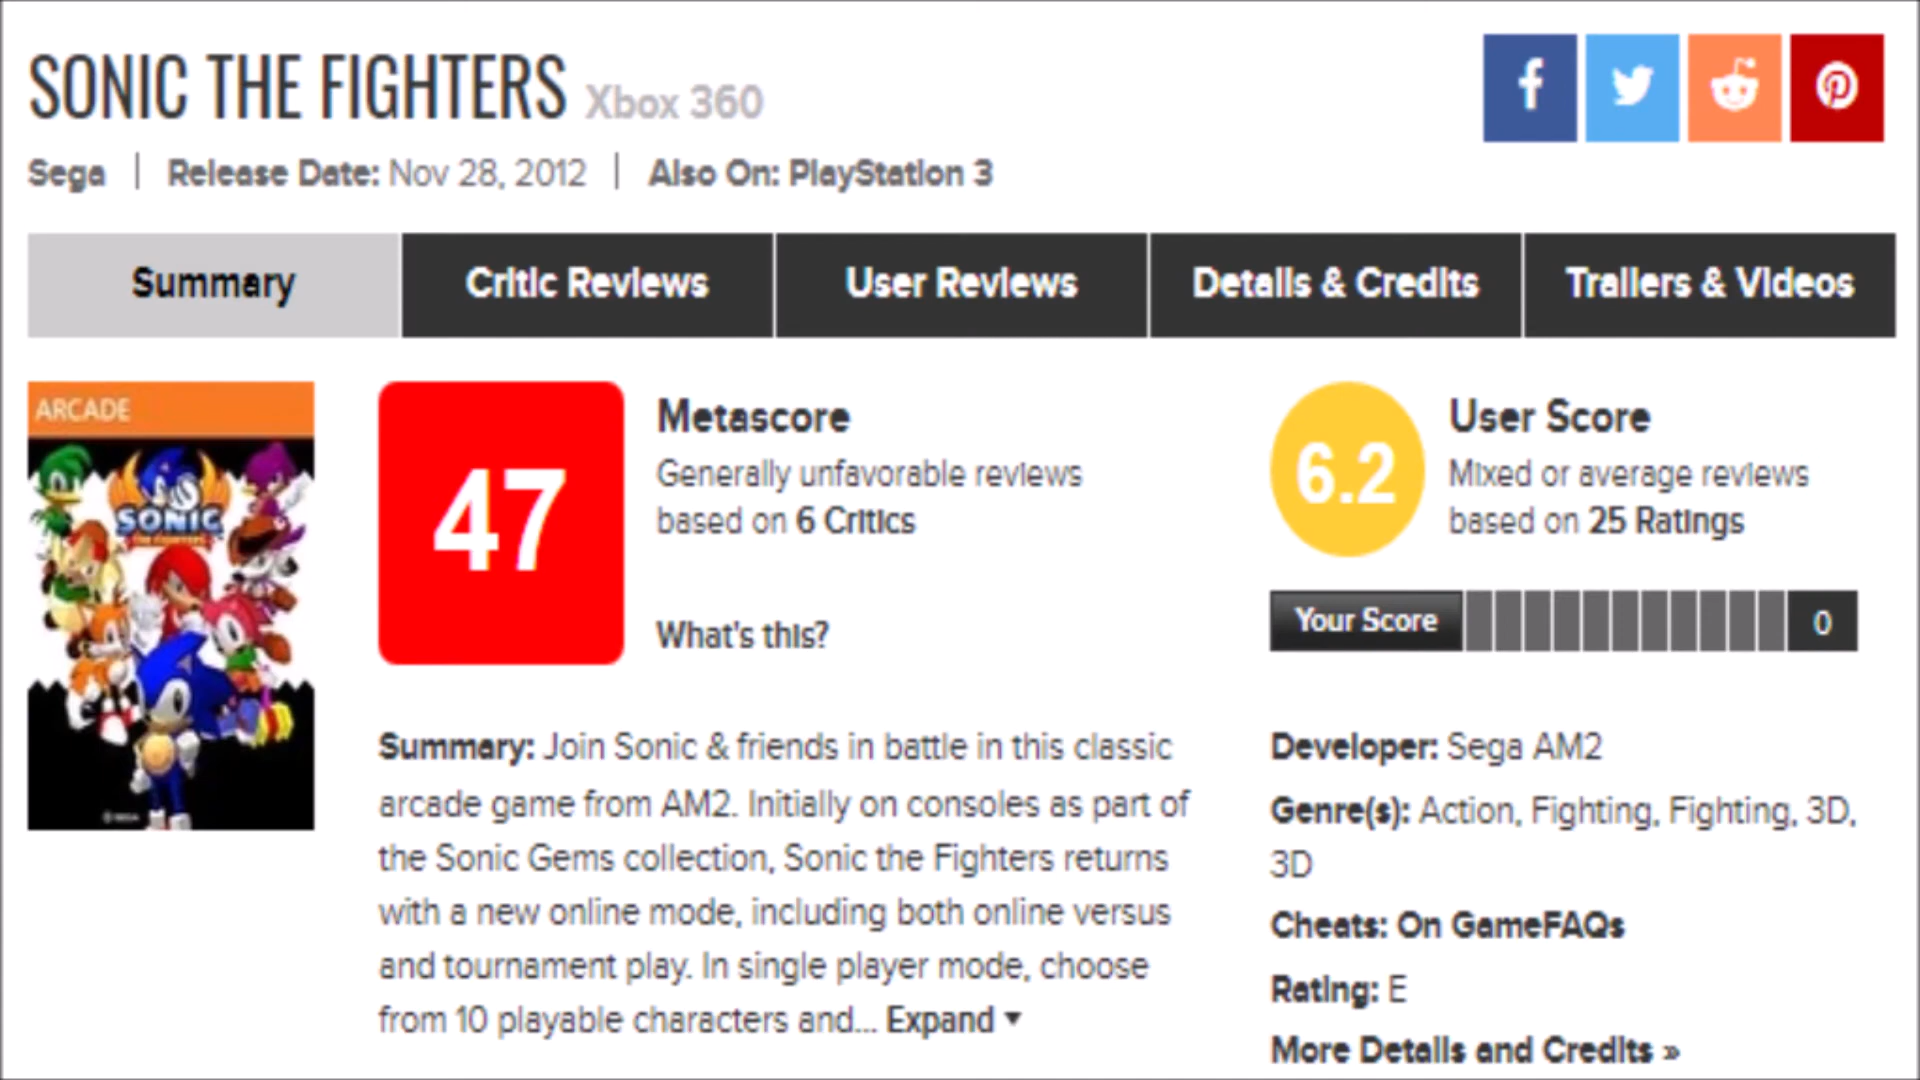 SONIC THE FIGHTERS Xbox 360
Sega | Release Date: Nov 28, 2012 | Also On: PlayStation 3
Summary Critic Reviews User Reviews Details & Credits Trailers & Videos
ARCADE
SONIC
THE FIGHTERS
© SEGA
47
Metascore
Generally unfavorable reviews
based on 6 Critics
What's this?
6.2
User Score
Mixed or average reviews
based on 25 Ratings
Your Score 0
Summary: Join Sonic & friends in battle in this classic
arcade game from AM2. Initially on consoles as part of
the Sonic Gems collection, Sonic the Fighters returns
with a new online mode, including both online versus
and tournament play. In single player mode, choose
from 10 playable characters and... Expand ▼
Developer: Sega AM2
Genre(s): Action, Fighting, Fighting, 3D,
3D
Cheats: On GameFAQs
Rating: E
More Details and Credits »